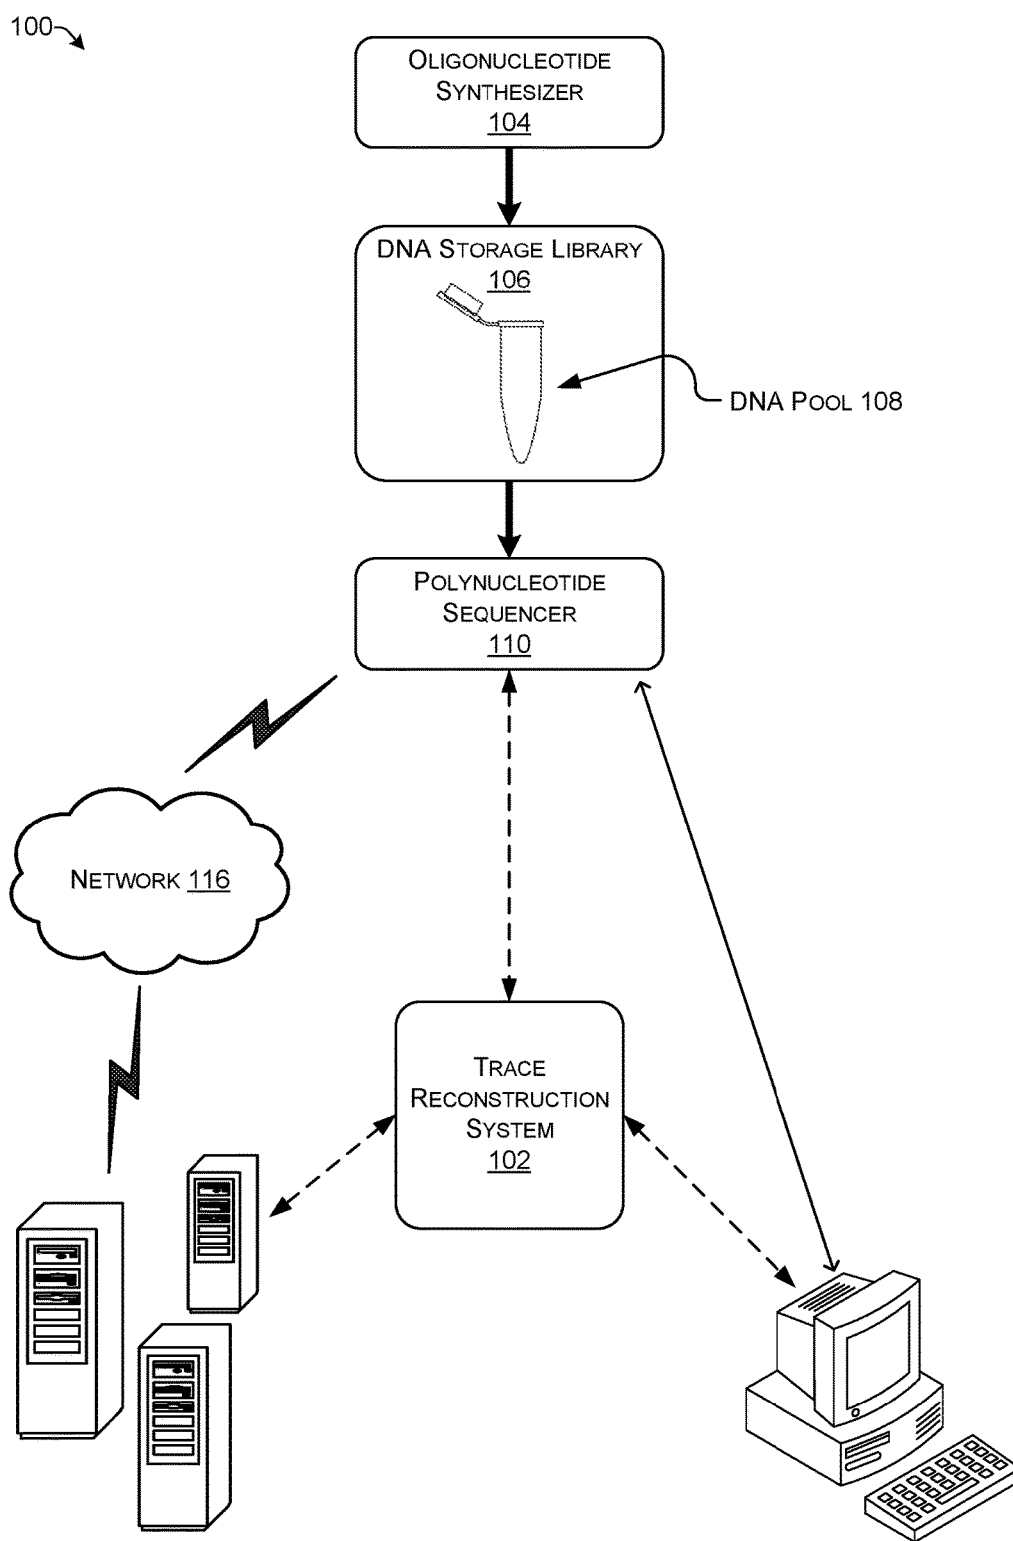 100
OLIGONUCLEOTIDE
SYNTHESIZER
104
DNA STORAGE LIBRARY
106
DNA POOL 108
POLYNUCLEOTIDE
SEQUENCER
110
NETWORK 116
TRACE
RECONSTRUCTION
SYSTEM
102